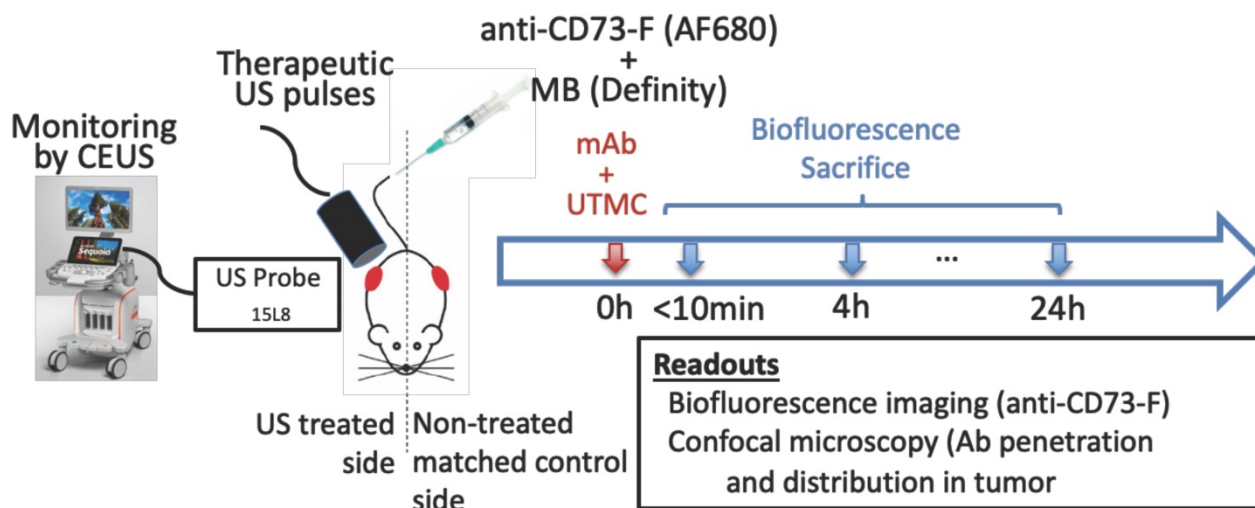 anti-CD73-F (AF680)
+
MB (Definity)
Therapeutic
US pulses
Monitoring
by CEUS
Sequoia
US Probe
15L8
mAb
+
UTMC
Biofluorescence
Sacrifice
...
0h
<10min
4h
24h
US treated
side
Non-treated
matched control
side
Readouts
Biofluorescence imaging (anti-CD73-F)
Confocal microscopy (Ab penetration
and distribution in tumor